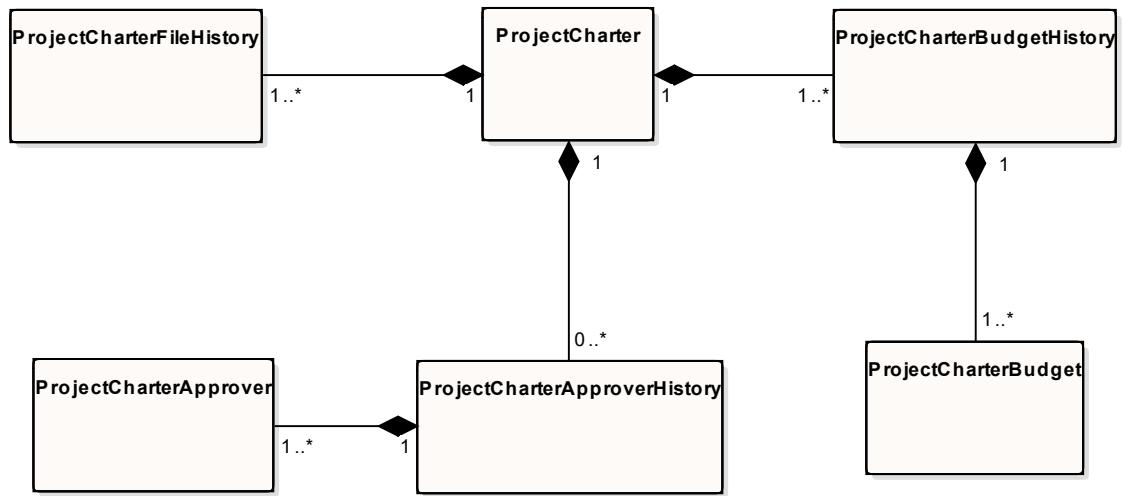 ProjectCharterFileHistory
ProjectCharter
ProjectCharterBudgetHistory
1..*
1
1
1..*
1
1
0..*
1..*
ProjectCharterApprover
ProjectCharterApproverHistory
ProjectCharterBudget
1..*
1